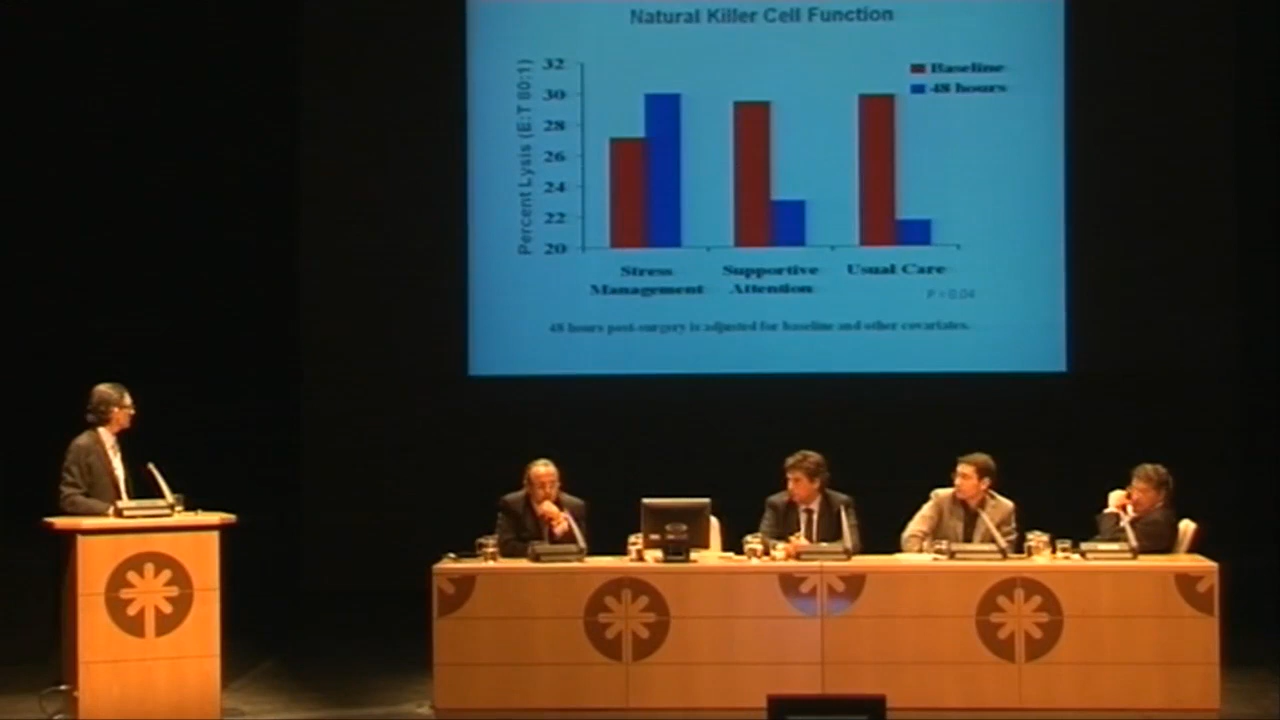 Natural Killer Cell Function
Percent Lysis (E:T 80:1)
32
30
28
26
24
22
20
Baseline
48 hours
Stress
Management
Supportive
Attention
Usual Care
P < 0.04
48 hours post-surgery is adjusted for baseline and other covariates.